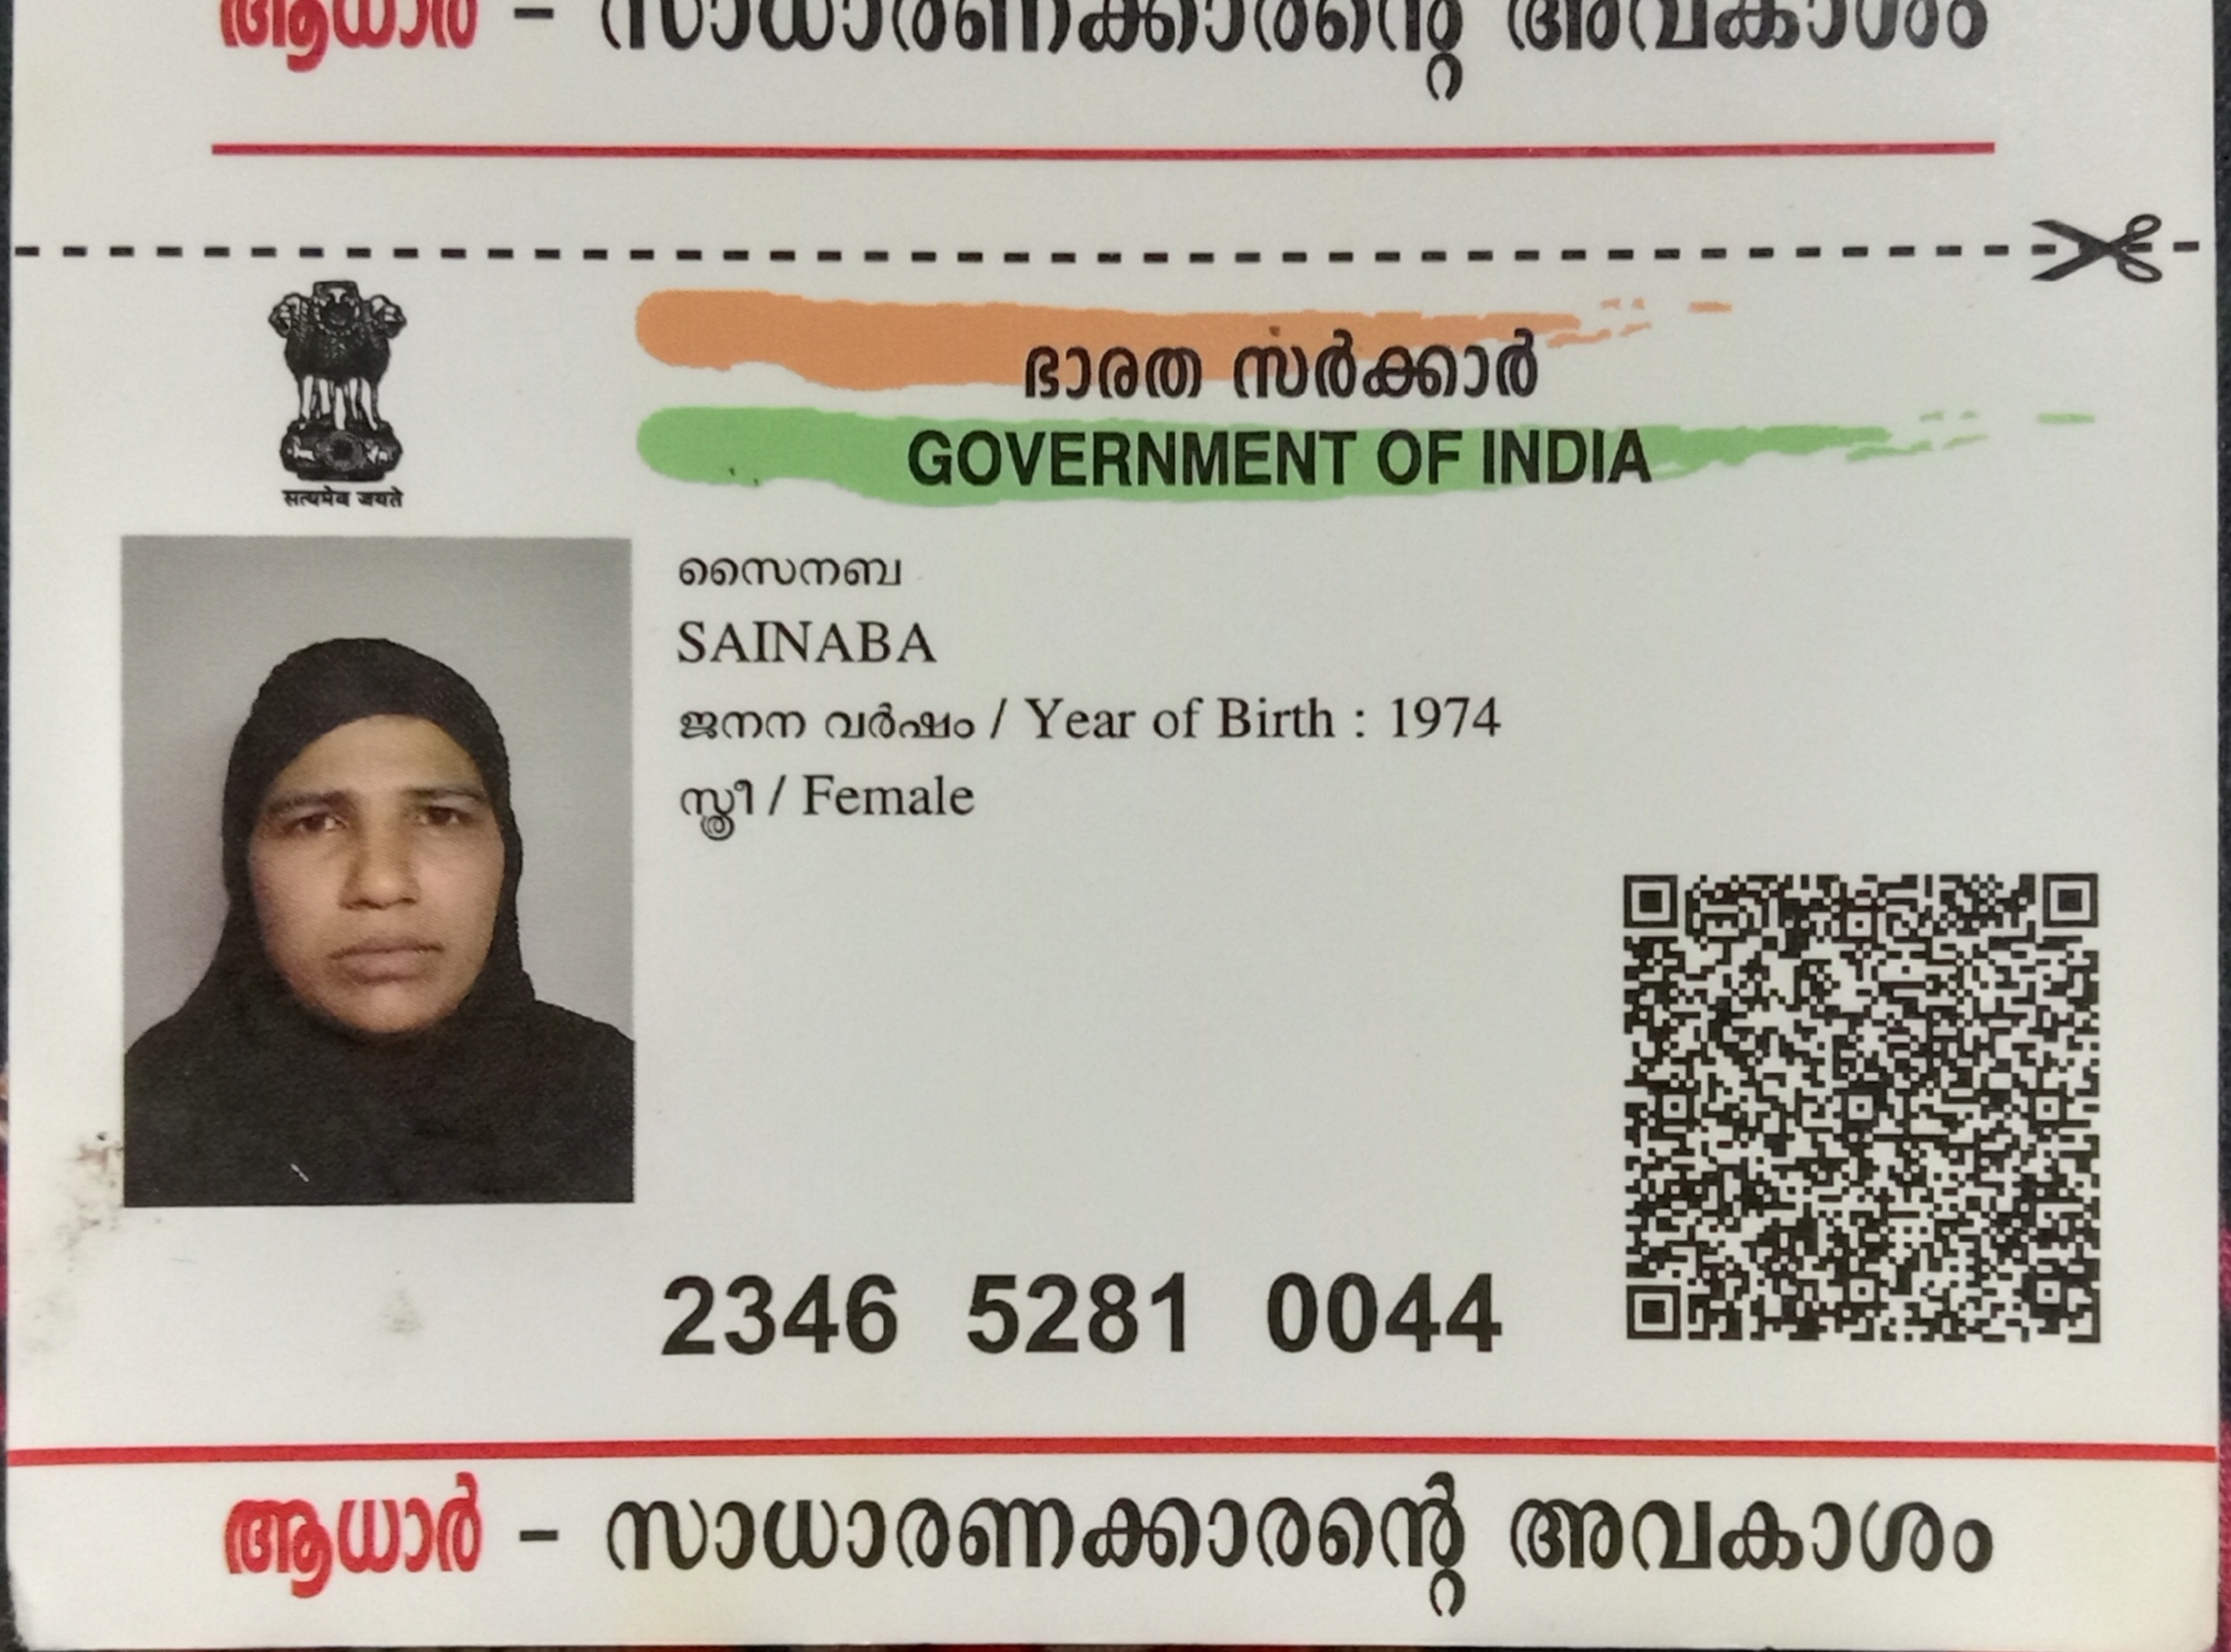 ആധാർ - സാധാരണക്കാരന്റെ അവകാശം
सत्यमेव जयते
ഭാരത സർക്കാർ
GOVERNMENT OF INDIA
സൈനബ
SAINABA
ജനന വർഷം / Year of Birth : 1974
സ്ത്രീ / Female
2346 5281 0044
ആധാർ - സാധാരണക്കാരന്റെ അവകാശം